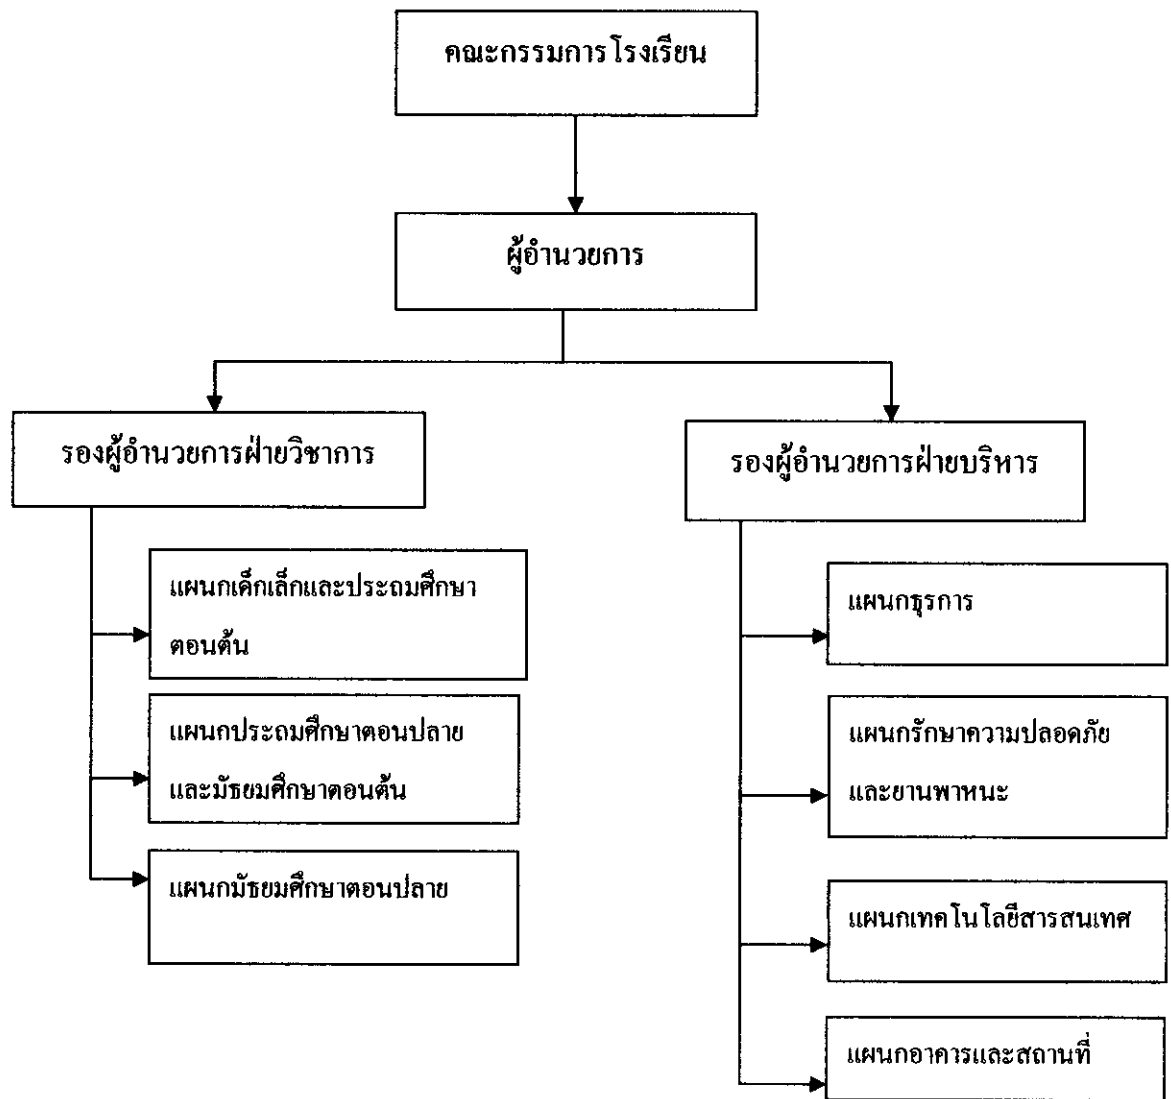 คณะกรรมการโรงเรียน
ผู้อำนวยการ
รองผู้อำนวยการฝ่ายวิชาการ
แผนกเด็กเล็กและประถมศึกษา
ตอนต้น
แผนกประถมศึกษาตอนปลาย
และมัธยมศึกษาตอนต้น
แผนกมัธยมศึกษาตอนปลาย
รองผู้อำนวยการฝ่ายบริหาร
แผนกธุรการ
แผนกรักษาความปลอดภัย
และยานพาหนะ
แผนกเทคโนโลยีสารสนเทศ
แผนกอาคารและสถานที่